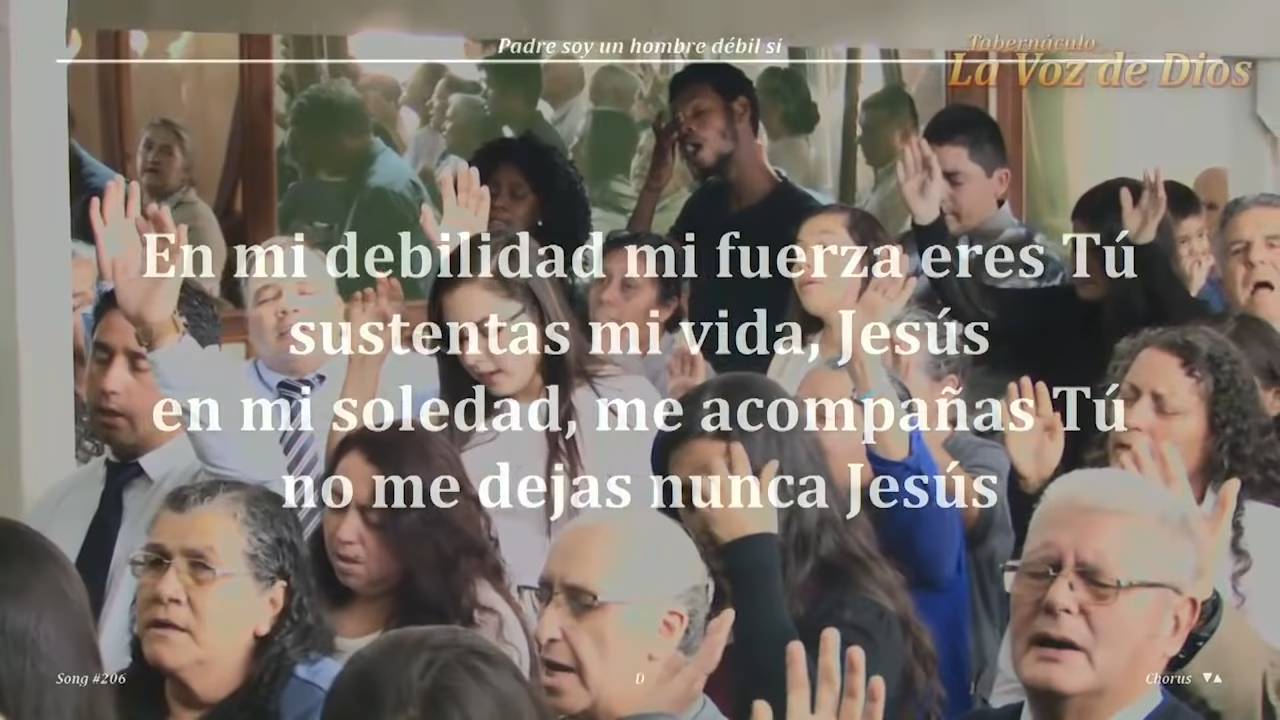 Padre soy un hombre débil si
Tabernáculo
La Voz de Dios
En mi debilidad mi fuerza eres Tú
sustentas mi vida, Jesús
en mi soledad, me acompañas Tú
no me dejas nunca Jesús
Song #206
D
Chorus ▼▲